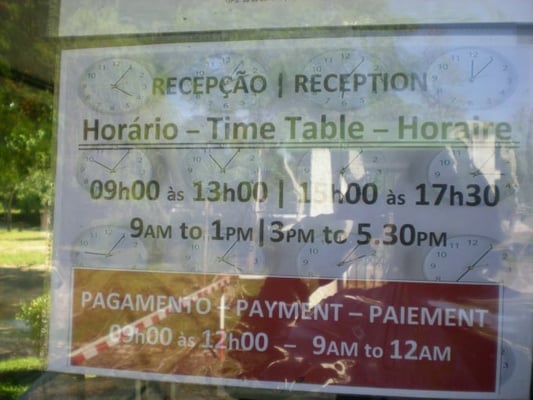 RECEPÇÃO | RECEPTION
Horário – Time Table – Horaire
09h00 às 13h00 | 15h00 às 17h30
9AM to 1PM | 3PM to 5.30PM
PAGAMENTO – PAYMENT – PAIEMENT
09h00 às 12h00 – 9AM to 12AM